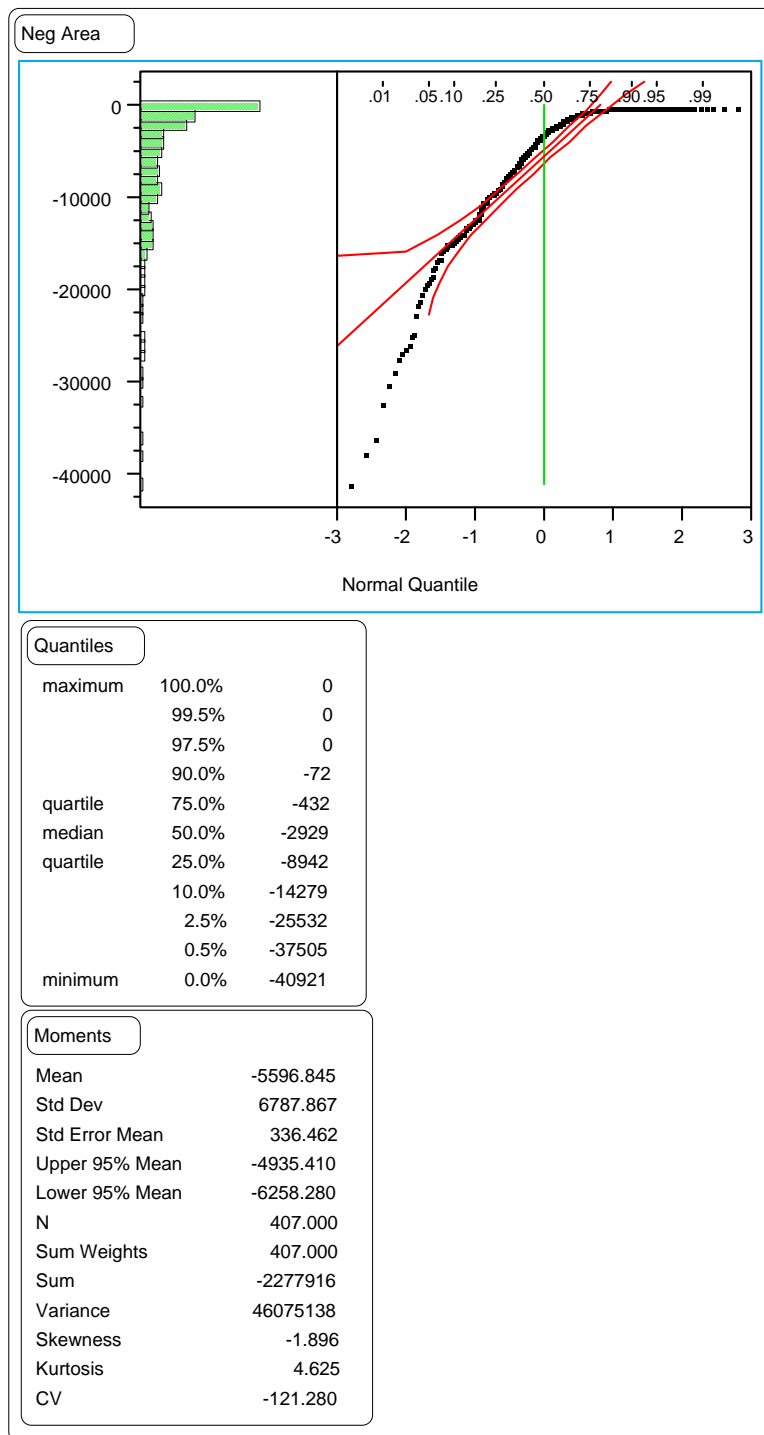 Neg Area
.01 .05 .10 .25 .50 .75 .90 .95 .99
0
-10000
-20000
-30000
-40000
-3 -2 -1 0 1 2 3
Normal Quantile
Quantiles
maximum 100.0% 0
99.5% 0
97.5% 0
90.0% -72
quartile 75.0% -432
median 50.0% -2929
quartile 25.0% -8942
10.0% -14279
2.5% -25532
0.5% -37505
minimum 0.0% -40921
Moments
Mean -5596.845
Std Dev 6787.867
Std Error Mean 336.462
Upper 95% Mean -4935.410
Lower 95% Mean -6258.280
N 407.000
Sum Weights 407.000
Sum -2277916
Variance 46075138
Skewness -1.896
Kurtosis 4.625
CV -121.280